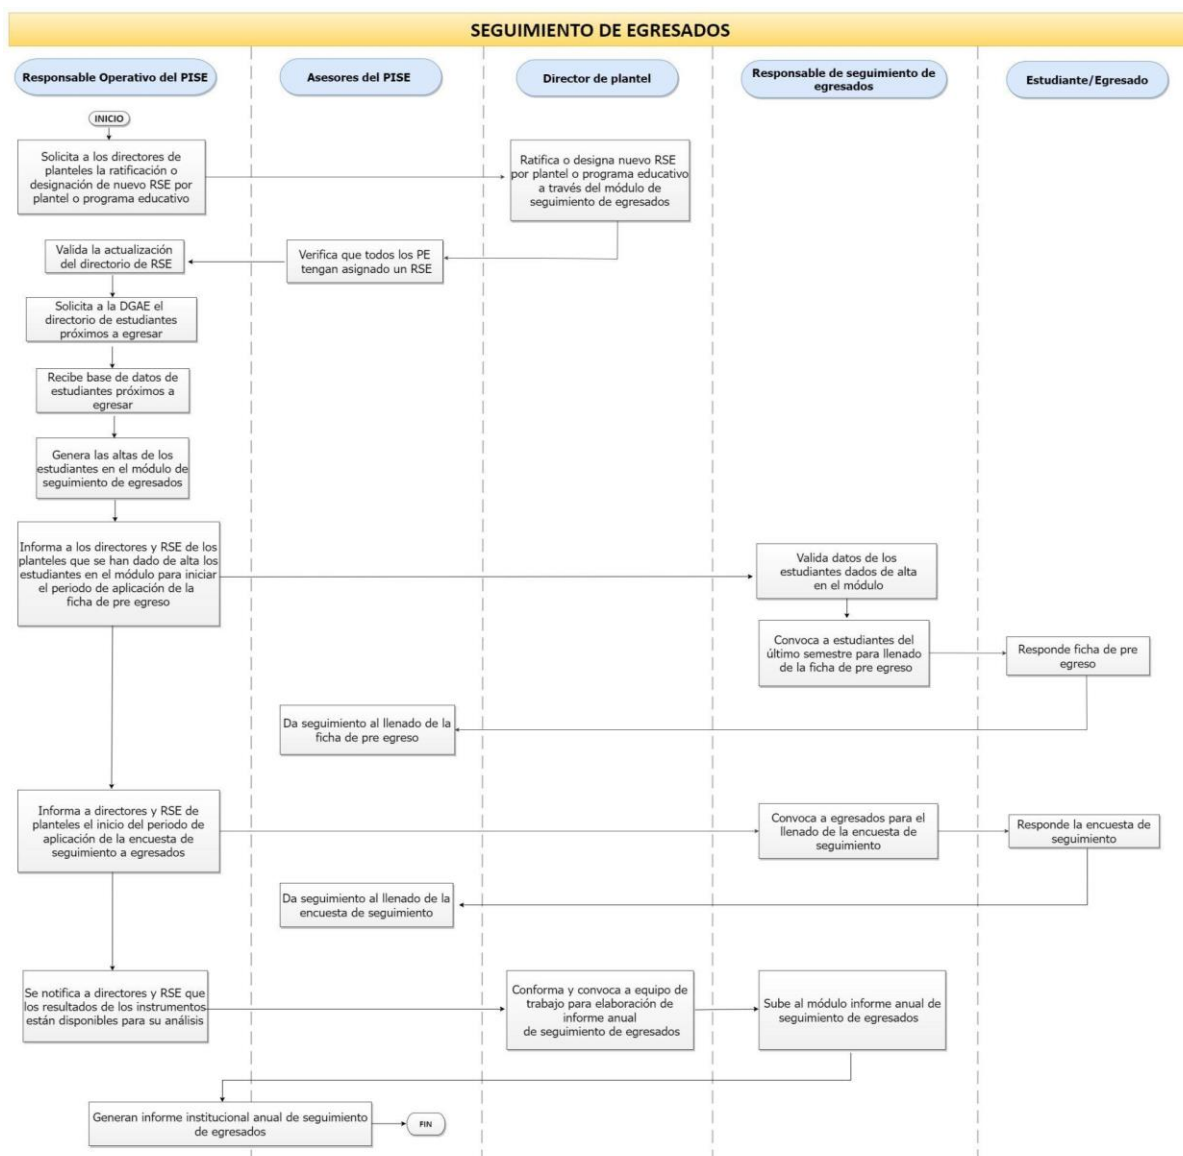 SEGUIMIENTO DE EGRESADOS
Responsable Operativo del PISE
Asesores del PISE
Director de plantel
Responsable de seguimiento de
egresados
Estudiante/Egresado
INICIO
Solicita a los directores de
planteles la ratificación o
designación de nuevo RSE por
plantel o programa educativo
Ratifica o designa nuevo RSE
por plantel o programa educativo
a través del módulo de
seguimiento de egresados
Valida la actualización
del directorio de RSE
Verifica que todos los PE
tengan asignado un RSE
Solicita a la DGAE el
directorio de estudiantes
próximos a egresar
Recibe base de datos de
estudiantes próximos a
egresar
Genera las altas de los
estudiantes en el módulo de
seguimiento de egresados
Informa a los directores y RSE de los
planteles que se han dado de alta los
estudiantes en el módulo para iniciar
el periodo de aplicación de la
ficha de pre egreso
Valida datos de los
estudiantes dados de alta
en el módulo
Convoca a estudiantes del
último semestre para llenado
de la ficha de pre egreso
Responde ficha de pre
egreso
Da seguimiento al llenado de la
ficha de pre egreso
Informa a directores y RSE de
planteles el inicio del periodo de
aplicación de la encuesta de
seguimiento a egresados
Convoca a egresados para el
llenado de la encuesta de
seguimiento
Responde la encuesta de
seguimiento
Da seguimiento al llenado de la
encuesta de seguimiento
Se notifica a directores y RSE que
los resultados de los instrumentos
están disponibles para su análisis
Conforma y convoca a equipo de
trabajo para elaboración de
informe anual
de seguimiento de egresados
Sube al módulo informe anual de
seguimiento de egresados
Generan informe institucional anual de seguimiento
de egresados
FIN